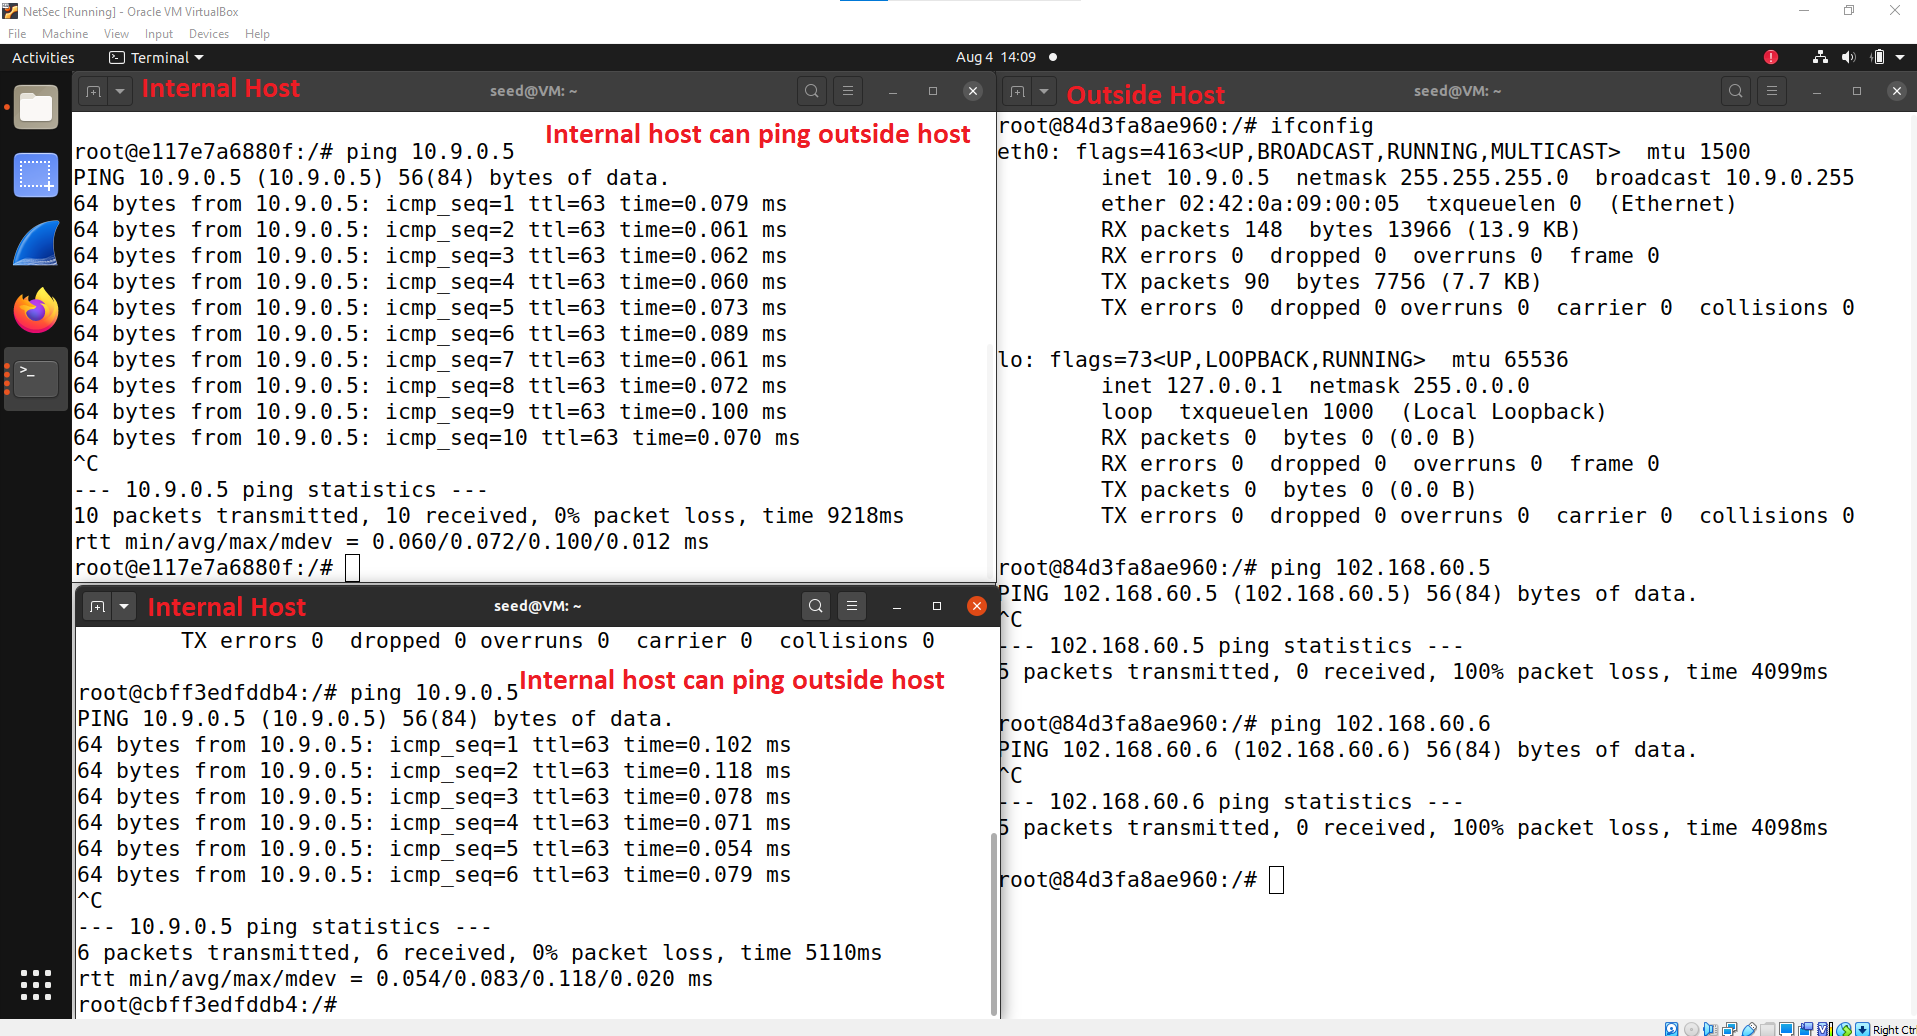 NetSec [Running] - Oracle VM VirtualBox
File Machine View Input Devices Help
Activities Terminal Aug 4 14:09
Internal Host seed@VM: ~
Internal host can ping outside host
root@e117e7a6880f:/# ping 10.9.0.5
PING 10.9.0.5 (10.9.0.5) 56(84) bytes of data.
64 bytes from 10.9.0.5: icmp_seq=1 ttl=63 time=0.079 ms
64 bytes from 10.9.0.5: icmp_seq=2 ttl=63 time=0.061 ms
64 bytes from 10.9.0.5: icmp_seq=3 ttl=63 time=0.062 ms
64 bytes from 10.9.0.5: icmp_seq=4 ttl=63 time=0.060 ms
64 bytes from 10.9.0.5: icmp_seq=5 ttl=63 time=0.073 ms
64 bytes from 10.9.0.5: icmp_seq=6 ttl=63 time=0.089 ms
64 bytes from 10.9.0.5: icmp_seq=7 ttl=63 time=0.061 ms
64 bytes from 10.9.0.5: icmp_seq=8 ttl=63 time=0.072 ms
64 bytes from 10.9.0.5: icmp_seq=9 ttl=63 time=0.100 ms
64 bytes from 10.9.0.5: icmp_seq=10 ttl=63 time=0.070 ms
^C
--- 10.9.0.5 ping statistics ---
10 packets transmitted, 10 received, 0% packet loss, time 9218ms
rtt min/avg/max/mdev = 0.060/0.072/0.100/0.012 ms
root@e117e7a6880f:/#
Internal Host seed@VM: ~
TX errors 0 dropped 0 overruns 0 carrier 0 collisions 0
Internal host can ping outside host
root@cbff3edfddb4:/# ping 10.9.0.5
PING 10.9.0.5 (10.9.0.5) 56(84) bytes of data.
64 bytes from 10.9.0.5: icmp_seq=1 ttl=63 time=0.102 ms
64 bytes from 10.9.0.5: icmp_seq=2 ttl=63 time=0.118 ms
64 bytes from 10.9.0.5: icmp_seq=3 ttl=63 time=0.078 ms
64 bytes from 10.9.0.5: icmp_seq=4 ttl=63 time=0.071 ms
64 bytes from 10.9.0.5: icmp_seq=5 ttl=63 time=0.054 ms
64 bytes from 10.9.0.5: icmp_seq=6 ttl=63 time=0.079 ms
^C
--- 10.9.0.5 ping statistics ---
6 packets transmitted, 6 received, 0% packet loss, time 5110ms
rtt min/avg/max/mdev = 0.054/0.083/0.118/0.020 ms
root@cbff3edfddb4:/#
Outside Host seed@VM: ~
root@84d3fa8ae960:/# ifconfig
eth0: flags=4163<UP,BROADCAST,RUNNING,MULTICAST> mtu 1500
inet 10.9.0.5 netmask 255.255.255.0 broadcast 10.9.0.255
ether 02:42:0a:09:00:05 txqueuelen 0 (Ethernet)
RX packets 148 bytes 13966 (13.9 KB)
RX errors 0 dropped 0 overruns 0 frame 0
TX packets 90 bytes 7756 (7.7 KB)
TX errors 0 dropped 0 overruns 0 carrier 0 collisions 0
lo: flags=73<UP,LOOPBACK,RUNNING> mtu 65536
inet 127.0.0.1 netmask 255.0.0.0
loop txqueuelen 1000 (Local Loopback)
RX packets 0 bytes 0 (0.0 B)
RX errors 0 dropped 0 overruns 0 frame 0
TX packets 0 bytes 0 (0.0 B)
TX errors 0 dropped 0 overruns 0 carrier 0 collisions 0
root@84d3fa8ae960:/# ping 102.168.60.5
PING 102.168.60.5 (102.168.60.5) 56(84) bytes of data.
^C
--- 102.168.60.5 ping statistics ---
5 packets transmitted, 0 received, 100% packet loss, time 4099ms
root@84d3fa8ae960:/# ping 102.168.60.6
PING 102.168.60.6 (102.168.60.6) 56(84) bytes of data.
^C
--- 102.168.60.6 ping statistics ---
5 packets transmitted, 0 received, 100% packet loss, time 4098ms
root@84d3fa8ae960:/#
Right Ctr